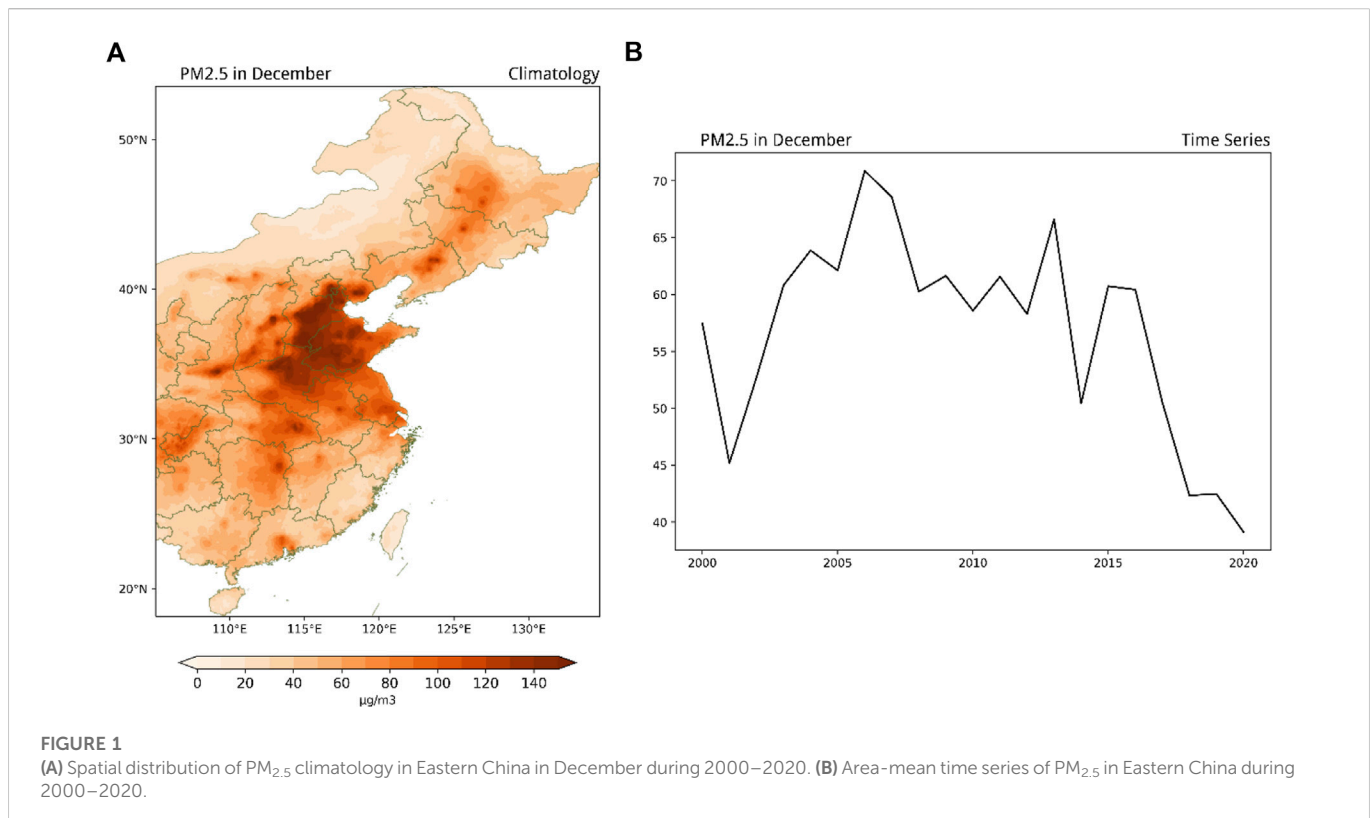 A
PM2.5 in December Climatology
50°N
40°N
30°N
20°N
110°E 115°E 120°E 125°E 130°E
0 20 40 60 80 100 120 140
μg/m3
B
PM2.5 in December Time Series
70
65
60
55
50
45
40
2000 2005 2010 2015 2020
FIGURE 1
(A) Spatial distribution of PM2.5 climatology in Eastern China in December during 2000–2020. (B) Area-mean time series of PM2.5 in Eastern China during
2000–2020.